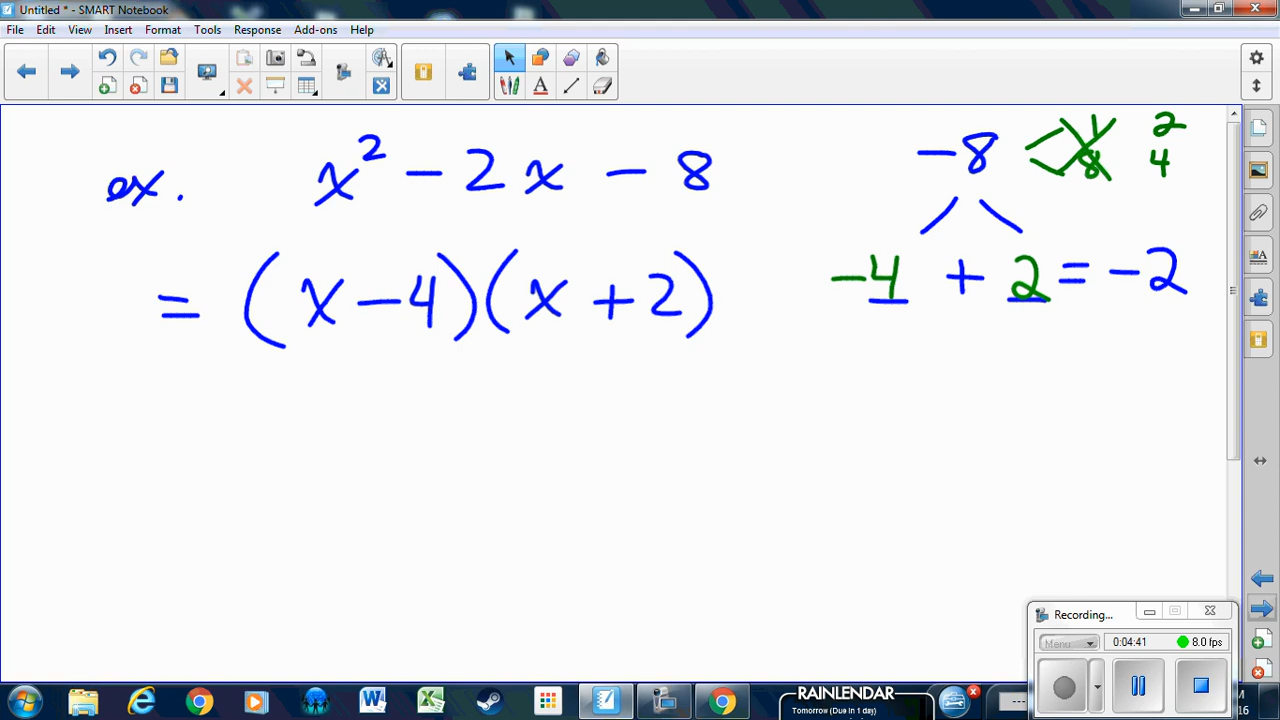 Untitled * - SMART Notebook
File Edit View Insert Format Tools Response Add-ons Help
ex. x² - 2x - 8
= (x - 4)(x + 2)
-8 < 1 2
8 4
-4 + 2 = -2
Recording...
Menu 0:04:41 8.0 fps
RAINLENDAR
Tomorrow (Due in 1 day)